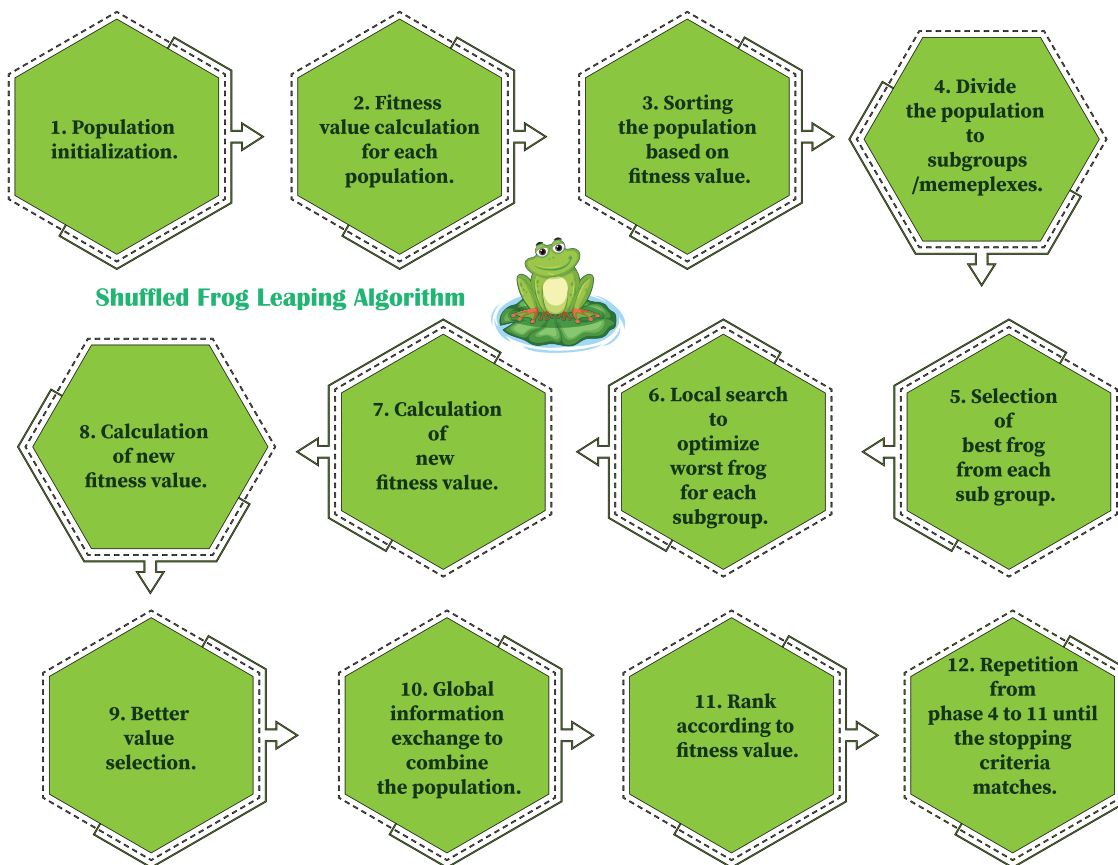 1. Population
initialization.
2. Fitness
value calculation
for each
population.
3. Sorting
the population
based on
fitness value.
4. Divide
the population
to
subgroups
/memeplexes.
Shuffled Frog Leaping Algorithm
5. Selection
of
best frog
from each
sub group.
6. Local search
to
optimize
worst frog
for each
subgroup.
7. Calculation
of
new
fitness value.
8. Calculation
of new
fitness value.
9. Better
value
selection.
10. Global
information
exchange to
combine
the population.
11. Rank
according to
fitness value.
12. Repetition
from
phase 4 to 11 until
the stopping
criteria
matches.